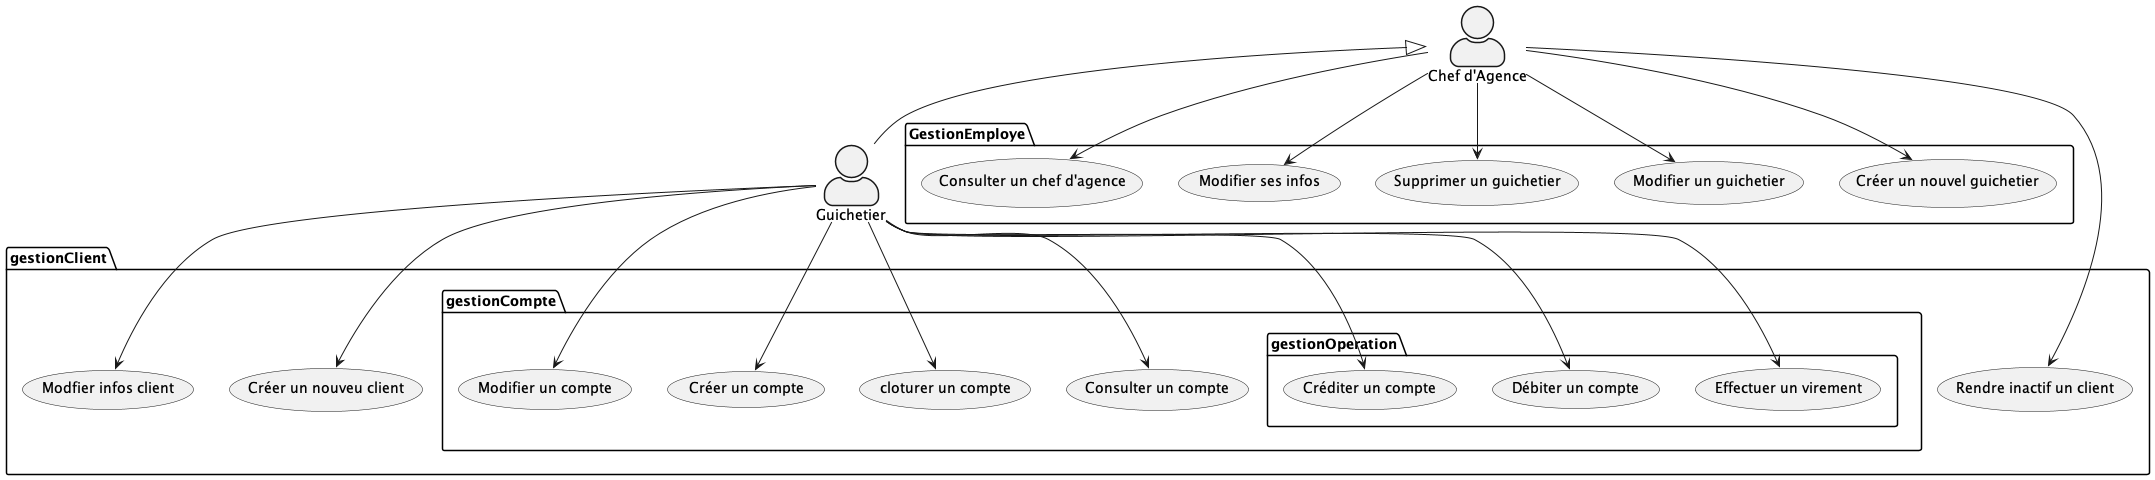 Chef d'Agence
GestionEmploye
Consulter un chef d'agence
Modifier ses infos
Supprimer un guichetier
Modifier un guichetier
Créer un nouvel guichetier
Guichetier
gestionClient
gestionCompte
gestionOperation
Modfier infos client
Créer un nouveu client
Modifier un compte
Créer un compte
cloturer un compte
Consulter un compte
Créditer un compte
Débiter un compte
Effectuer un virement
Rendre inactif un client